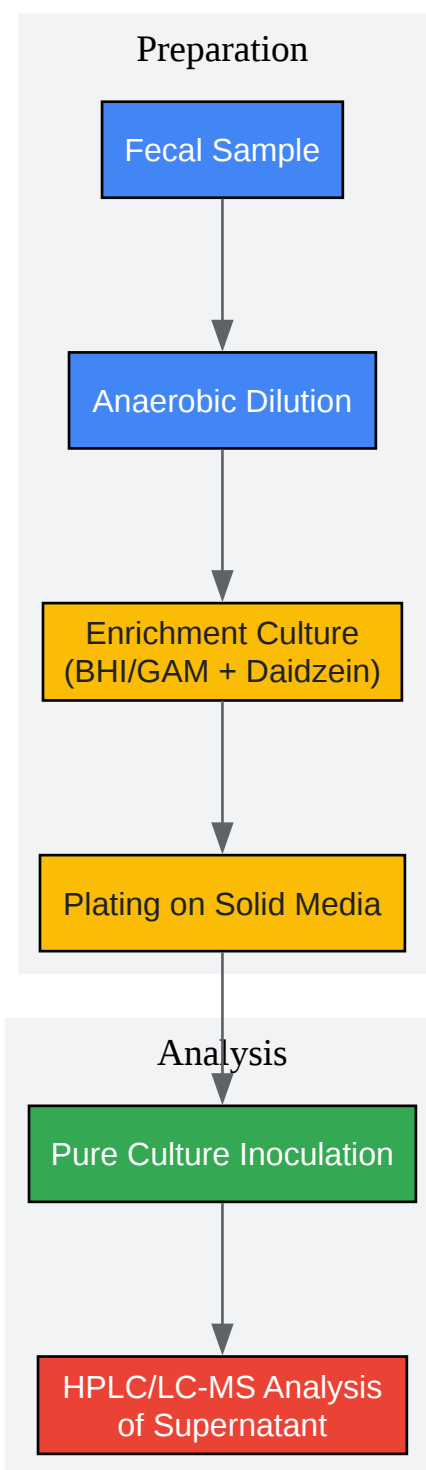 Preparation
Fecal Sample
Anaerobic Dilution
Enrichment Culture
(BHI/GAM + Daidzein)
Plating on Solid Media
Analysis
Pure Culture Inoculation
HPLC/LC-MS Analysis
of Supernatant